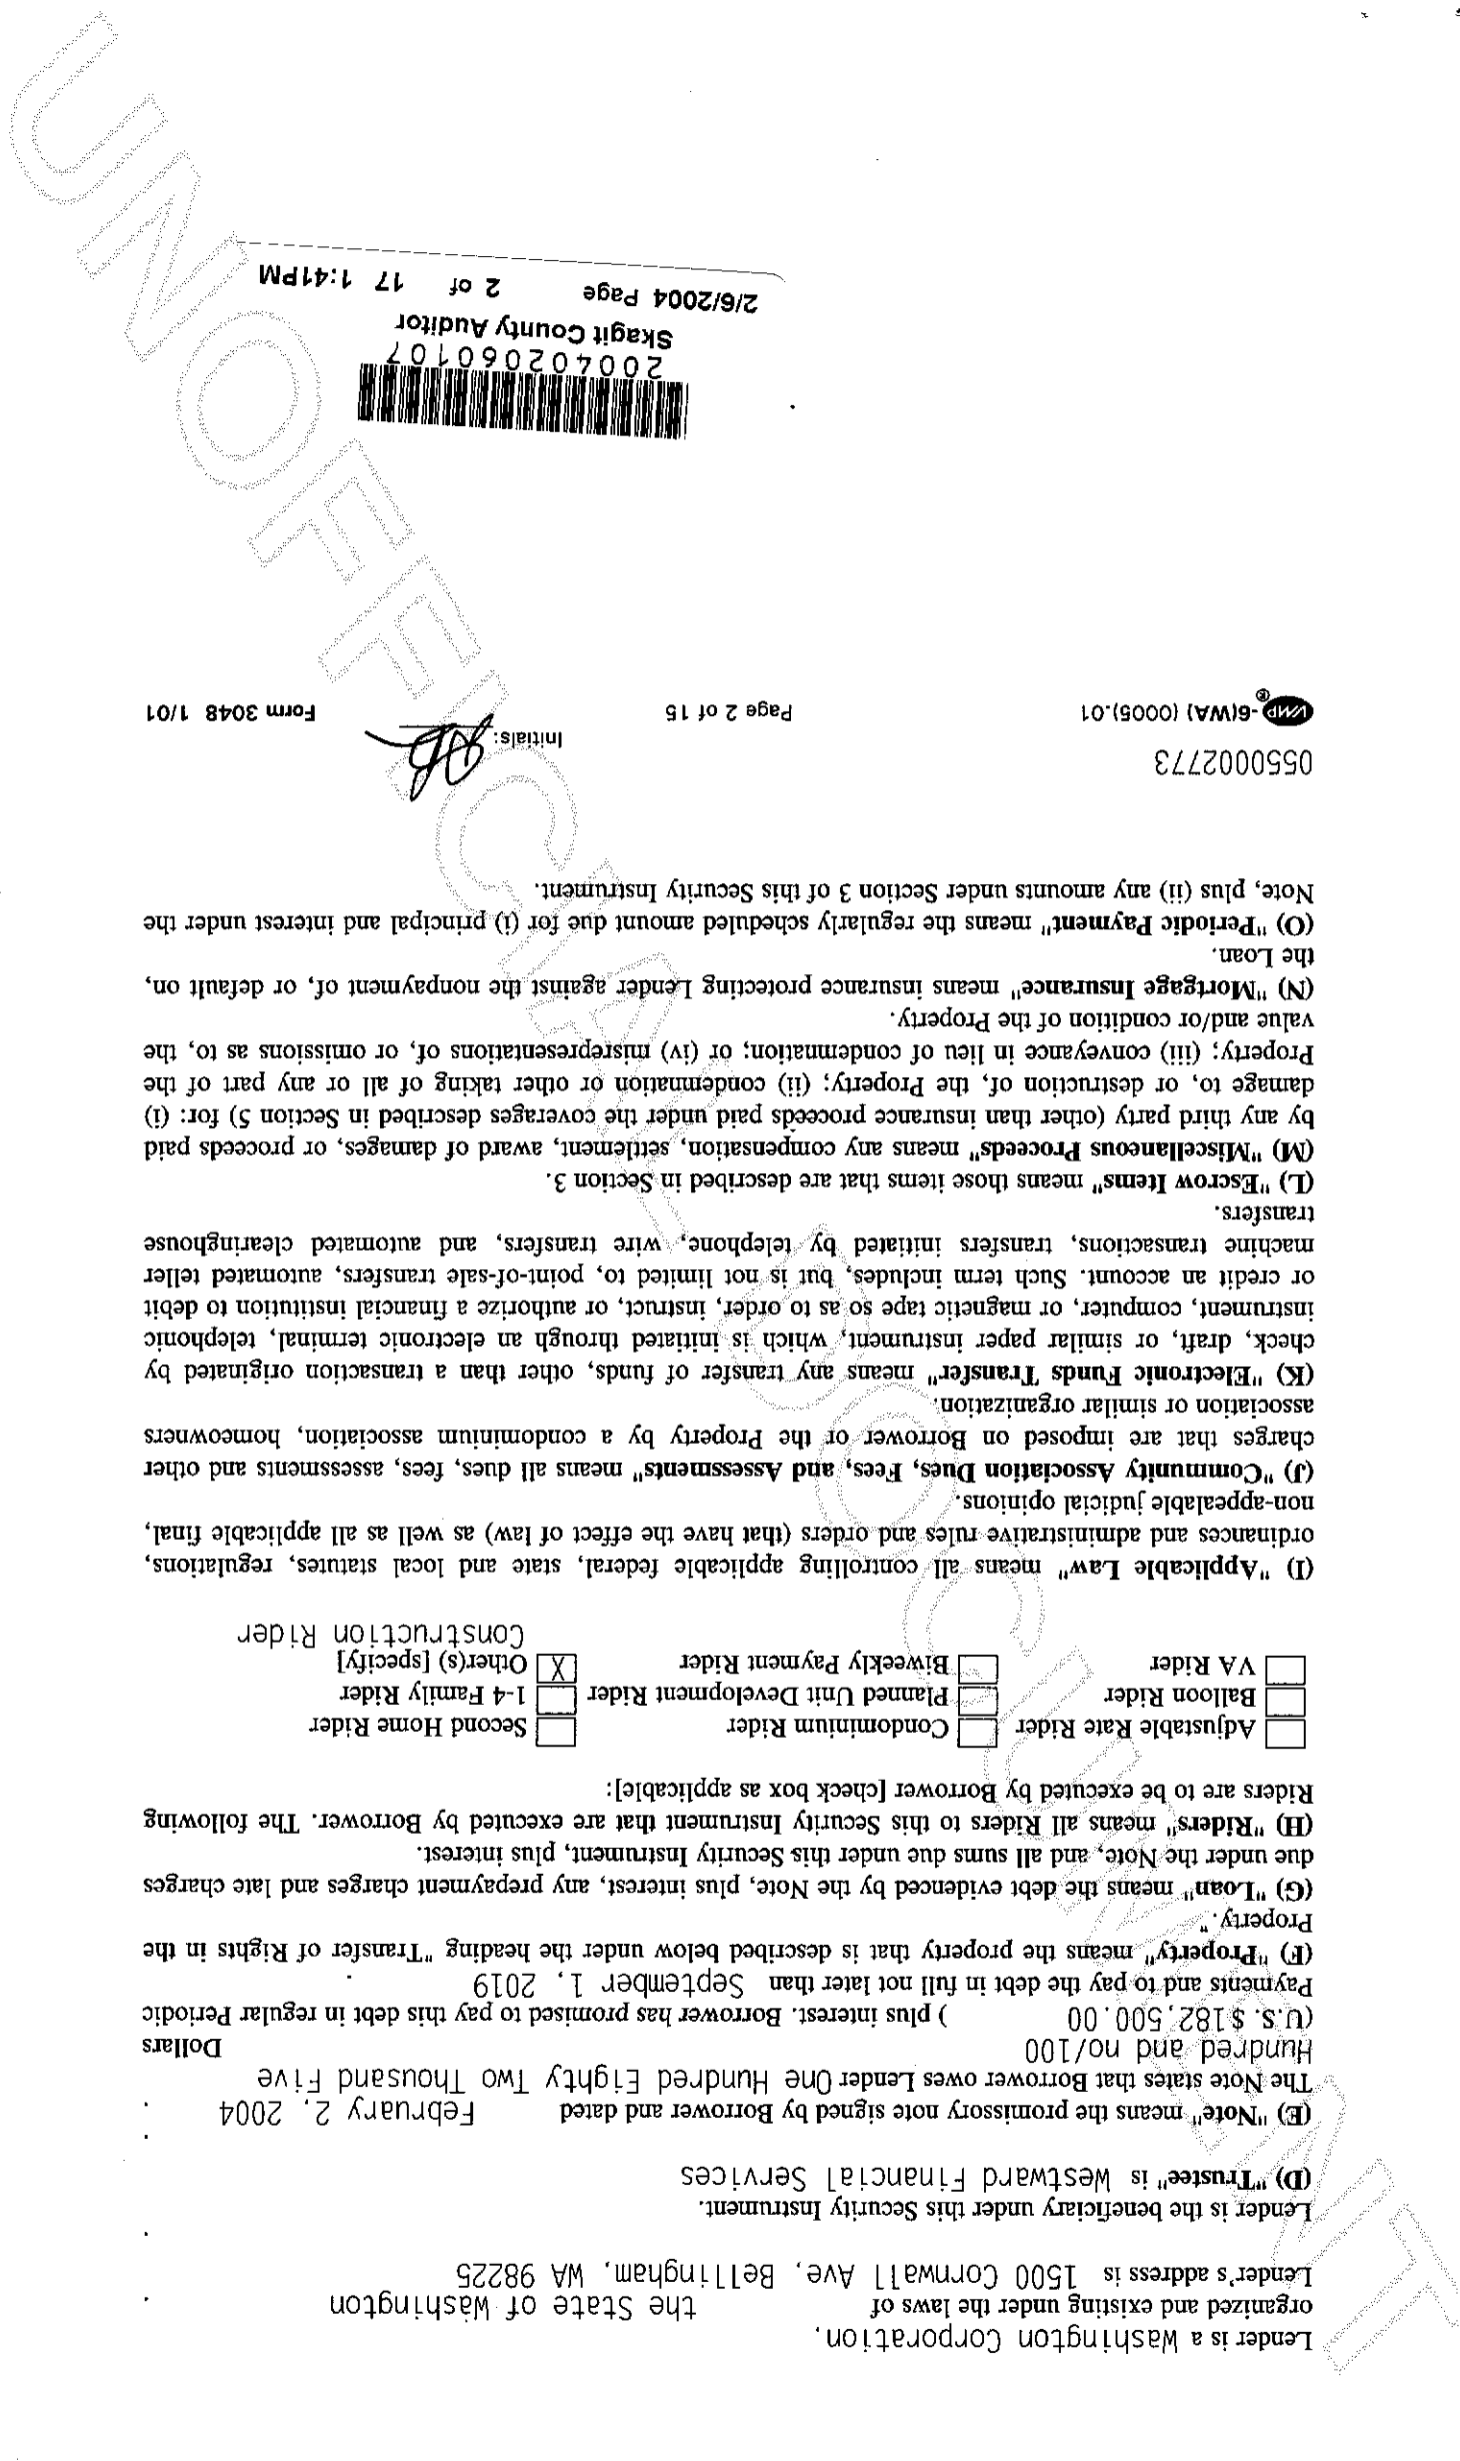 Lender is a Washington Corporation,
organized and existing under the laws of the State of Washington .
Lender's address is 1500 Cornwall Ave, Bellingham, WA 98225
.
Lender is the beneficiary under this Security Instrument.
(D) "Trustee" is Westward Financial Services
.
(E) "Note" means the promissory note signed by Borrower and dated February 2, 2004 .
The Note states that Borrower owes Lender One Hundred Eighty Two Thousand Five
Hundred and no/100 Dollars
(U.S. $182,500.00 ) plus interest. Borrower has promised to pay this debt in regular Periodic
Payments and to pay the debt in full not later than September 1, 2019 .
(F) "Property" means the property that is described below under the heading "Transfer of Rights in the
Property."
(G) "Loan" means the debt evidenced by the Note, plus interest, any prepayment charges and late charges
due under the Note, and all sums due under this Security Instrument, plus interest.
(H) "Riders" means all Riders to this Security Instrument that are executed by Borrower. The following
Riders are to be executed by Borrower [check box as applicable]:
Adjustable Rate Rider Condominium Rider Second Home Rider
Balloon Rider Planned Unit Development Rider 1-4 Family Rider
VA Rider Biweekly Payment Rider X Other(s) [specify]
Construction Rider
(I) "Applicable Law" means all controlling applicable federal, state and local statutes, regulations,
ordinances and administrative rules and orders (that have the effect of law) as well as all applicable final,
non-appealable judicial opinions.
(J) "Community Association Dues, Fees, and Assessments" means all dues, fees, assessments and other
charges that are imposed on Borrower or the Property by a condominium association, homeowners
association or similar organization.
(K) "Electronic Funds Transfer" means any transfer of funds, other than a transaction originated by
check, draft, or similar paper instrument, which is initiated through an electronic terminal, telephonic
instrument, computer, or magnetic tape so as to order, instruct, or authorize a financial institution to debit
or credit an account. Such term includes, but is not limited to, point-of-sale transfers, automated teller
machine transactions, transfers initiated by telephone, wire transfers, and automated clearinghouse
transfers.
(L) "Escrow Items" means those items that are described in Section 3.
(M) "Miscellaneous Proceeds" means any compensation, settlement, award of damages, or proceeds paid
by any third party (other than insurance proceeds paid under the coverages described in Section 5) for: (i)
damage to, or destruction of, the Property; (ii) condemnation or other taking of all or any part of the
Property; (iii) conveyance in lieu of condemnation; or (iv) misrepresentations of, or omissions as to, the
value and/or condition of the Property.
(N) "Mortgage Insurance" means insurance protecting Lender against the nonpayment of, or default on,
the Loan.
(O) "Periodic Payment" means the regularly scheduled amount due for (i) principal and interest under the
Note, plus (ii) any amounts under Section 3 of this Security Instrument.
0550002773
Initials:
VMP ® -6(WA) (0005).01 Page 2 of 15 Form 3048 1/01
200402060107
Skagit County Auditor
2/6/2004 Page 2 of 17 1:41PM
UNOFFICIAL DOCUMENT